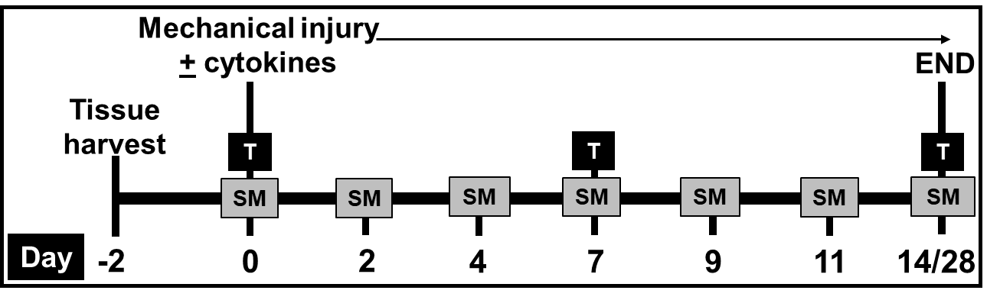 Mechanical injury
± cytokines
END
Tissue
harvest
T
T
T
SM
SM
SM
SM
SM
SM
SM
Day
-2
0
2
4
7
9
11
14/28